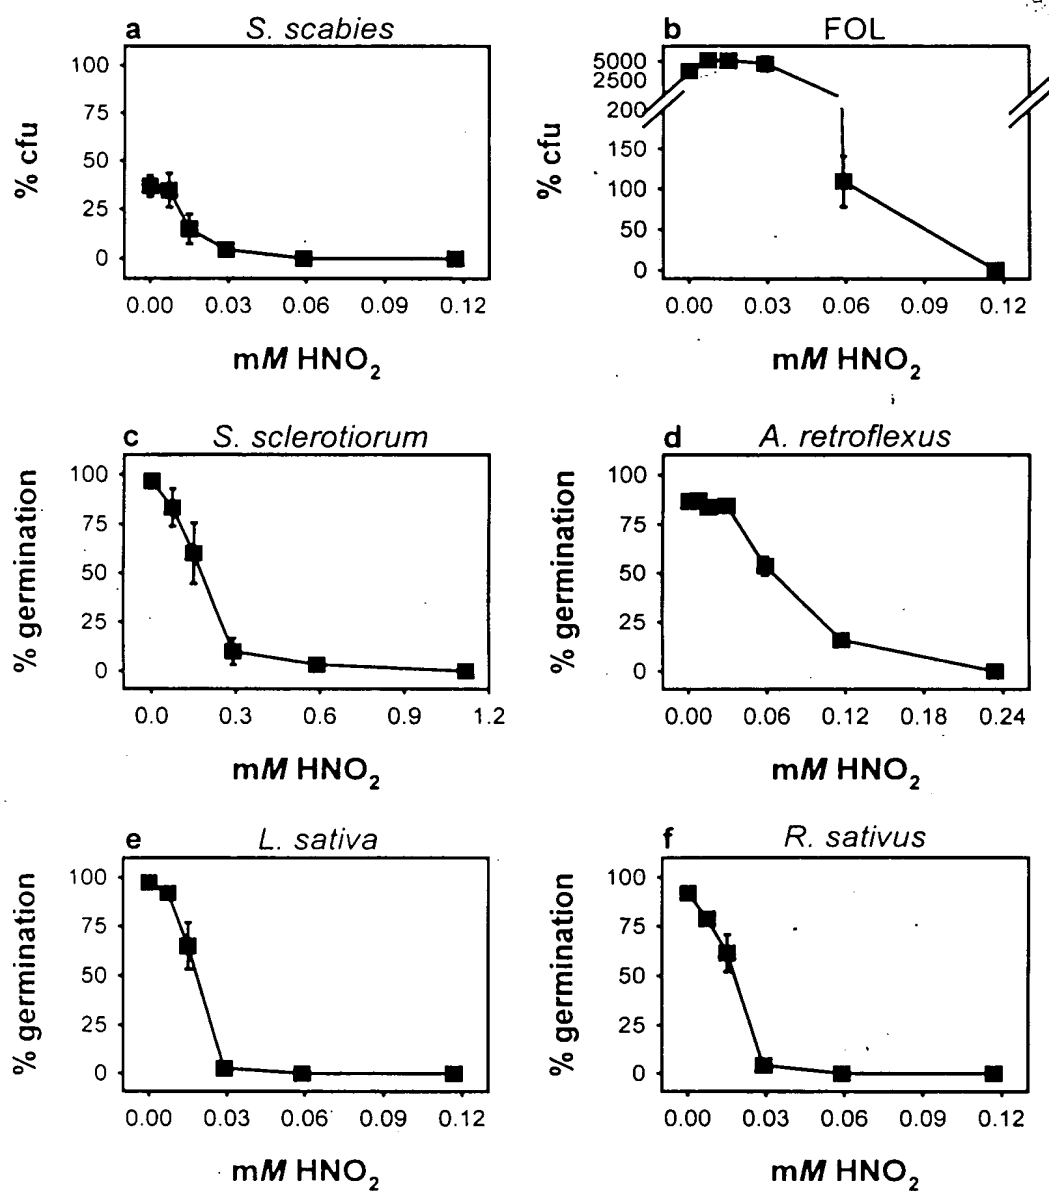 a S. scabies
100
75
50
25
0
% cfu
0.00 0.03 0.06 0.09 0.12
mM HNO2
b FOL
5000
2500
200
150
100
50
0
% cfu
0.00 0.03 0.06 0.09 0.12
mM HNO2
c S. sclerotiorum
100
75
50
25
0
% germination
0.0 0.3 0.6 0.9 1.2
mM HNO2
d A. retroflexus
100
75
50
25
0
% germination
0.00 0.06 0.12 0.18 0.24
mM HNO2
e L. sativa
100
75
50
25
0
% germination
0.00 0.03 0.06 0.09 0.12
mM HNO2
f R. sativus
100
75
50
25
0
% germination
0.00 0.03 0.06 0.09 0.12
mM HNO2